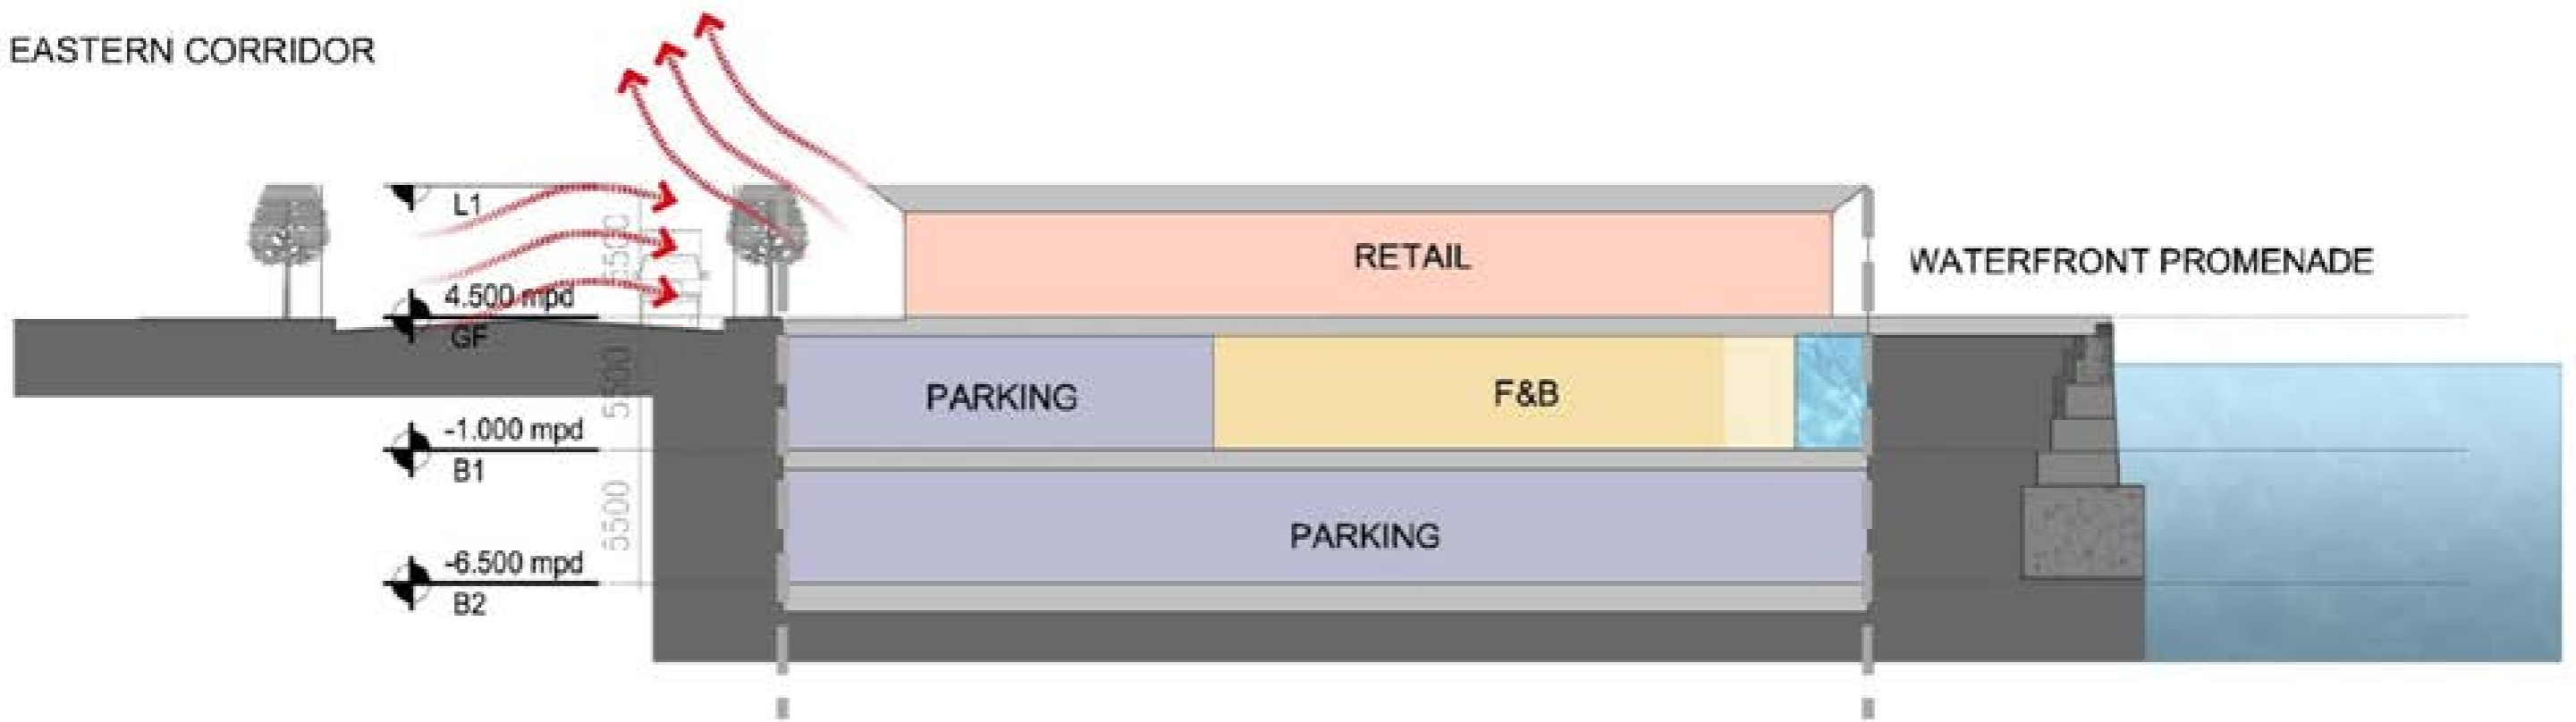 EASTERN CORRIDOR
L1
5500
RETAIL
WATERFRONT PROMENADE
4.500 mpd
GF
5500
PARKING
F&B
-1.000 mpd
B1
5500
PARKING
-6.500 mpd
B2